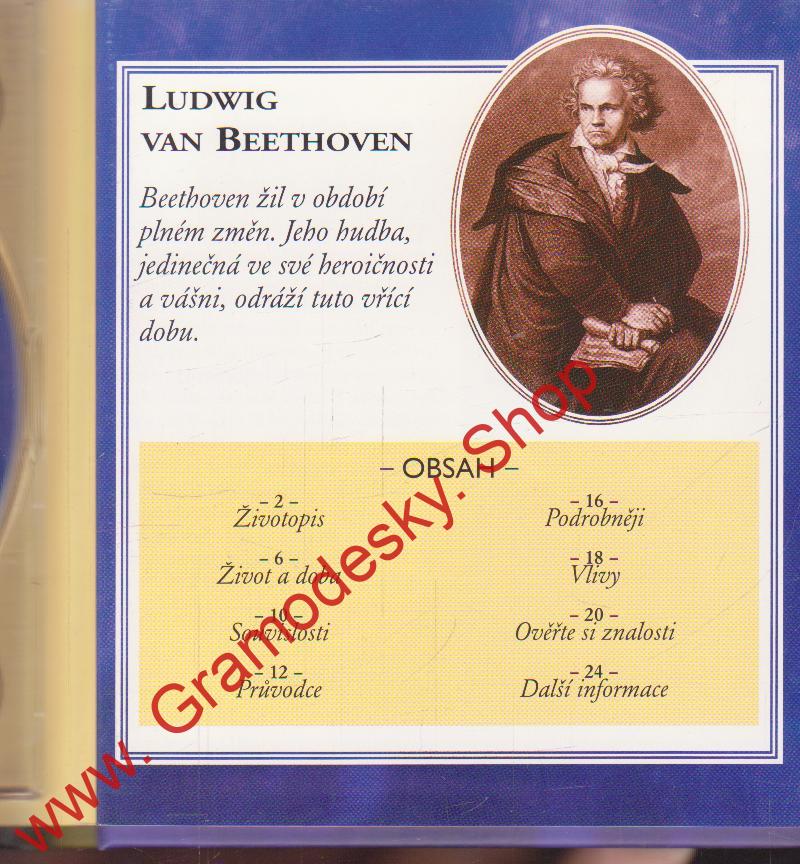 LUDWIG
VAN BEETHOVEN
Beethoven žil v období
plném změn. Jeho hudba,
jedinečná ve své heroičnosti
a vášni, odráží tuto vřící
dobu.
– OBSAH –
– 2 –
Životopis
– 6 –
Život a doba
– 10 –
Souvislosti
– 12 –
Průvodce
– 16 –
Podrobněji
– 18 –
Vlivy
– 20 –
Ověřte si znalosti
– 24 –
Další informace
www. Gramodesky. Shop